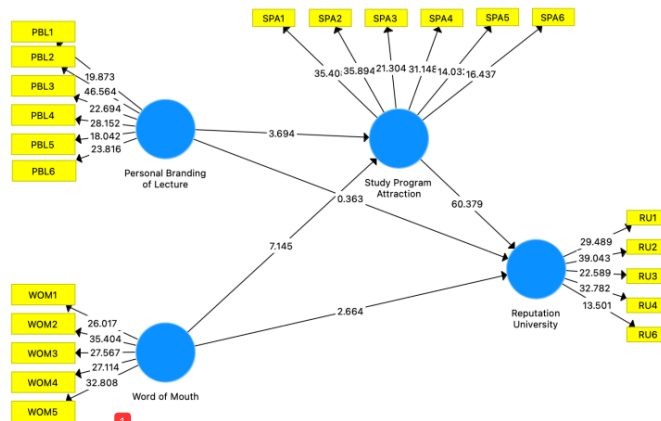 SPA1 SPA2 SPA3 SPA4 SPA5 SPA6
PBL1
PBL2
PBL3
PBL4
PBL5
PBL6
19.873
46.564
22.694
28.152
18.042
23.816
35.40
35.894
21.304
31.148
14.03
16.437
Personal Branding
of Lecture
3.694
Study Program
Attraction
0.363
60.379
7.145
2.664
RU1
RU2
RU3
RU4
RU6
29.489
39.043
22.589
32.782
13.501
Reputation
University
WOM1
WOM2
WOM3
WOM4
WOM5
26.017
35.404
27.567
27.114
32.808
Word of Mouth
1